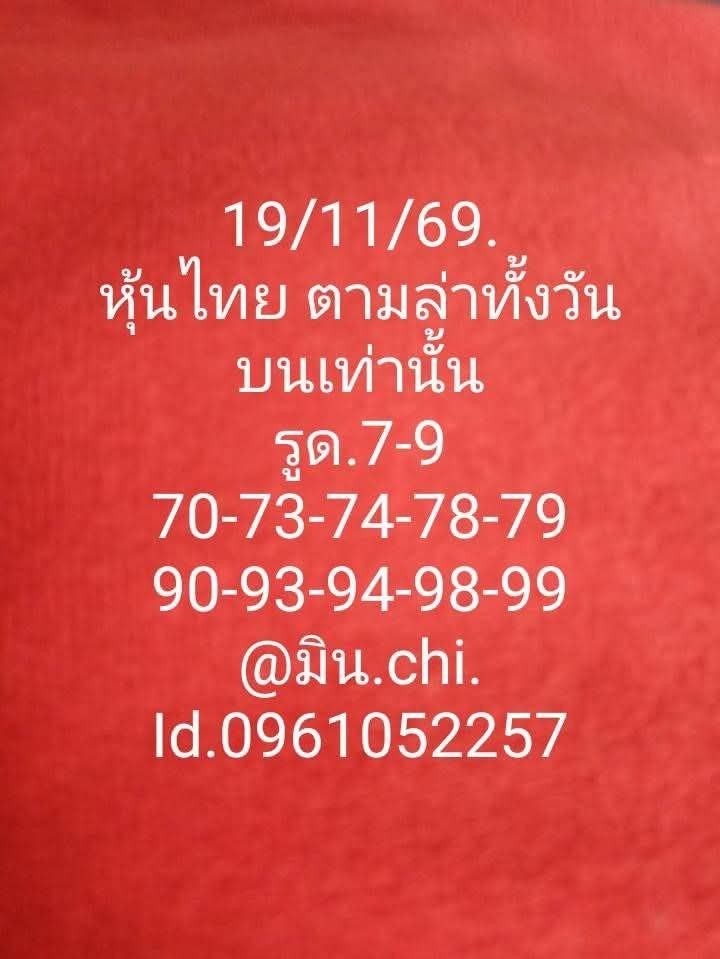 19/11/69.
หุ้นไทย ตามล่าทั้งวัน
บนเท่านั้น
รูด.7-9
70-73-74-78-79
90-93-94-98-99
@มิน.chi.
Id.0961052257